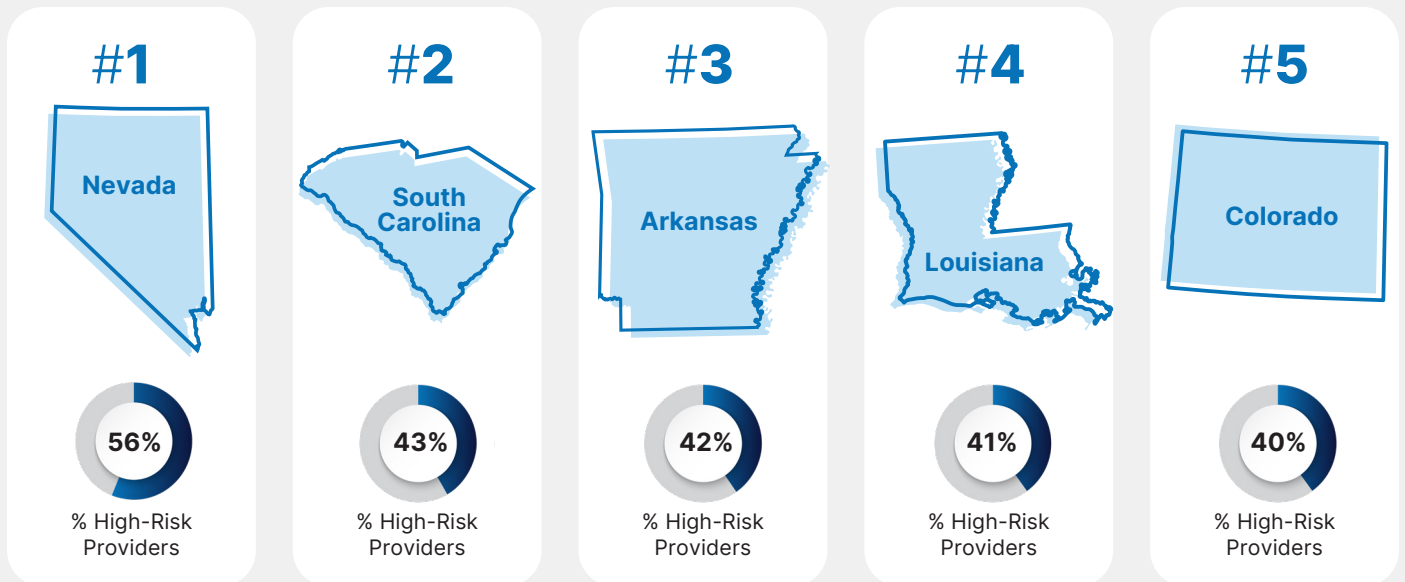 #1
Nevada
56%
% High-Risk
Providers
#2
South
Carolina
43%
% High-Risk
Providers
#3
Arkansas
42%
% High-Risk
Providers
#4
Louisiana
41%
% High-Risk
Providers
#5
Colorado
40%
% High-Risk
Providers